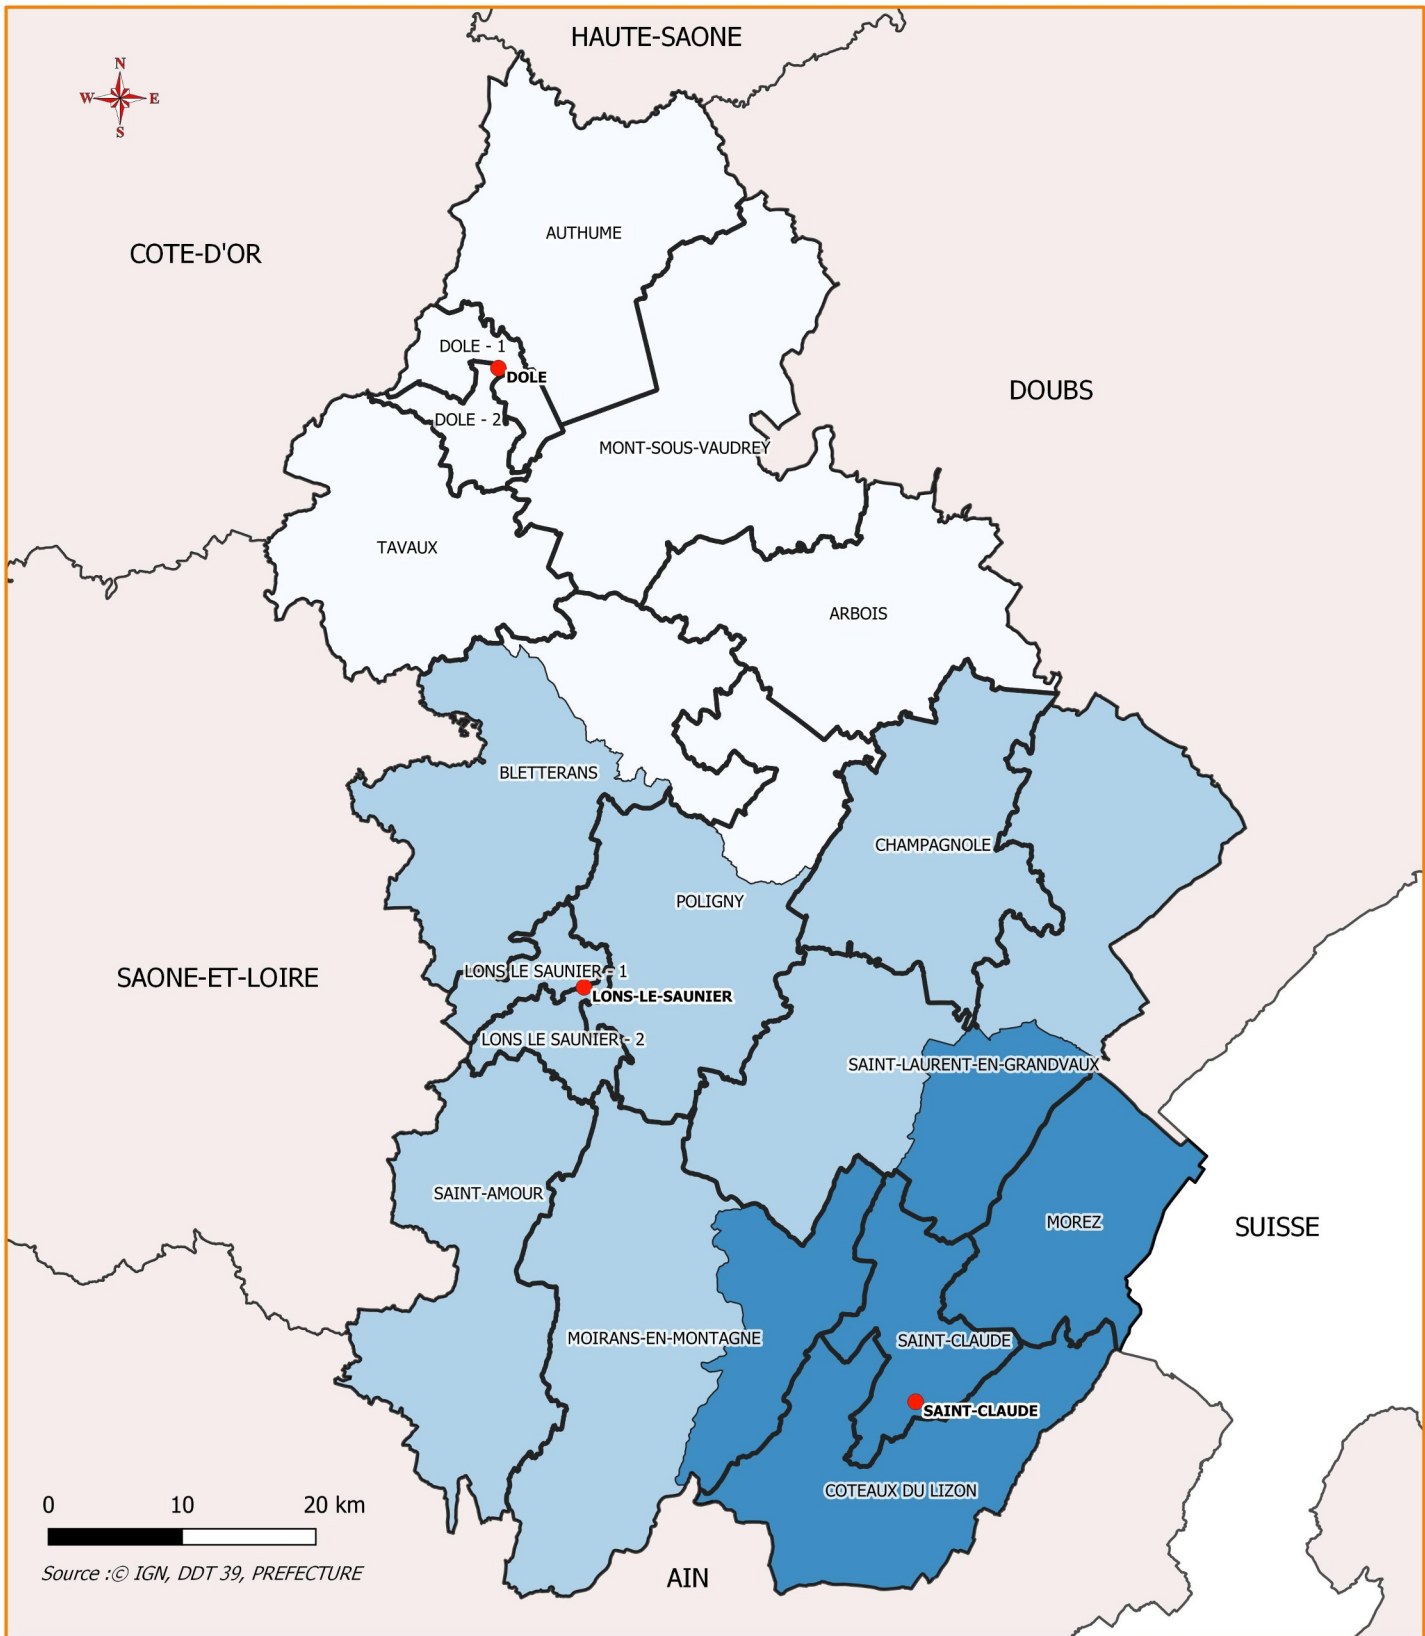 HAUTE-SAONE
N
W E
S
AUTHUME
COTE-D'OR
DOLE - 1
DOLE
DOUBS
DOLE - 2
MONT-SOUS-VAUDREY
TAVAUX
ARBOIS
BLETTERANS
CHAMPAGNOLE
POLIGNY
LONS LE SAUNIER - 1
SAONE-ET-LOIRE
LONS-LE-SAUNIER
LONS LE SAUNIER - 2
SAINT-LAURENT-EN-GRANDVAUX
SAINT-AMOUR
MOREZ
SUISSE
MOIRANS-EN-MONTAGNE
SAINT-CLAUDE
SAINT-CLAUDE
COTEAUX DU LIZON
0 10 20 km
Source :© IGN, DDT 39, PREFECTURE
AIN